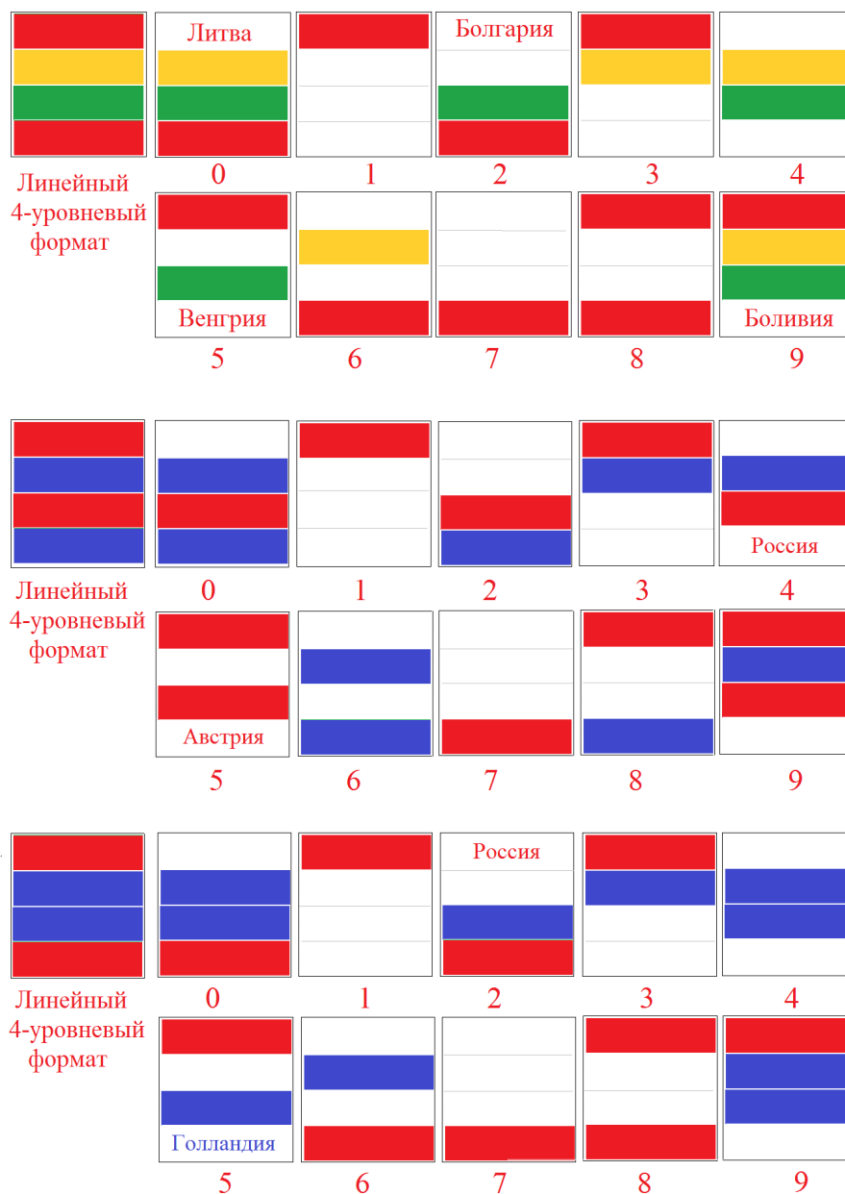 Литва
Болгария
0
1
2
3
4
Линейный
4-уровневый
формат
Венгрия
Боливия
5
6
7
8
9
0
1
2
3
4
Россия
Линейный
4-уровневый
формат
Австрия
5
6
7
8
9
Россия
0
1
2
3
4
Линейный
4-уровневый
формат
Голландия
5
6
7
8
9